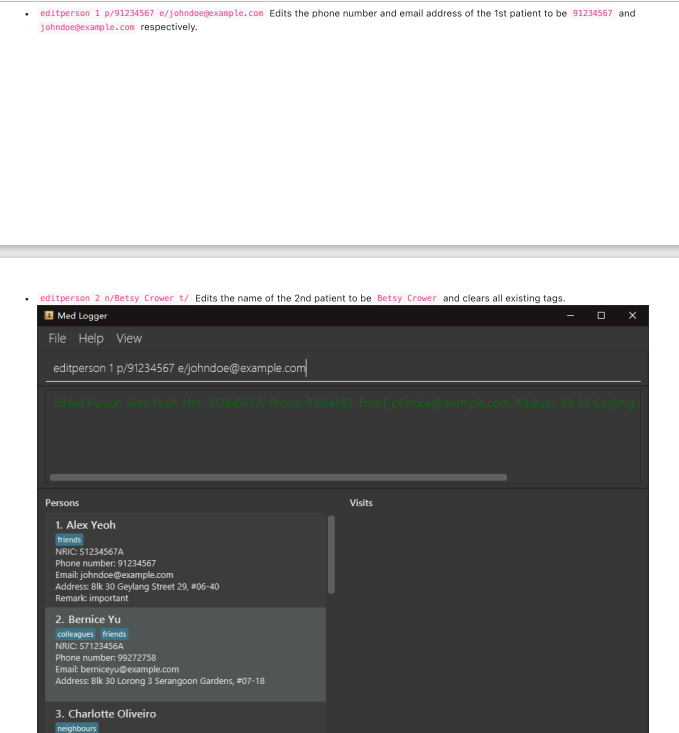 • editperson 1 p/91234567 e/johndoe@example.com Edits the phone number and email address of the 1st patient to be 91234567 and
johndoe@example.com respectively.
• editperson 2 n/Betsy Crower t/ Edits the name of the 2nd patient to be Betsy Crower and clears all existing tags.
Med Logger
File Help View
editperson 1 p/91234567 e/johndoe@example.com
Edited Person: Alex Yeoh; Nric: S1234567A; Phone: 91234567; Email: johndoe@example.com; Address: Blk 30 Geylang
Persons
Visits
1. Alex Yeoh
friends
NRIC: S1234567A
Phone number: 91234567
Email: johndoe@example.com
Address: Blk 30 Geylang Street 29, #06-40
Remark: important
2. Bernice Yu
colleagues friends
NRIC: S7123456A
Phone number: 99272758
Email: berniceyu@example.com
Address: Blk 30 Lorong 3 Serangoon Gardens, #07-18
3. Charlotte Oliveiro
neighbours